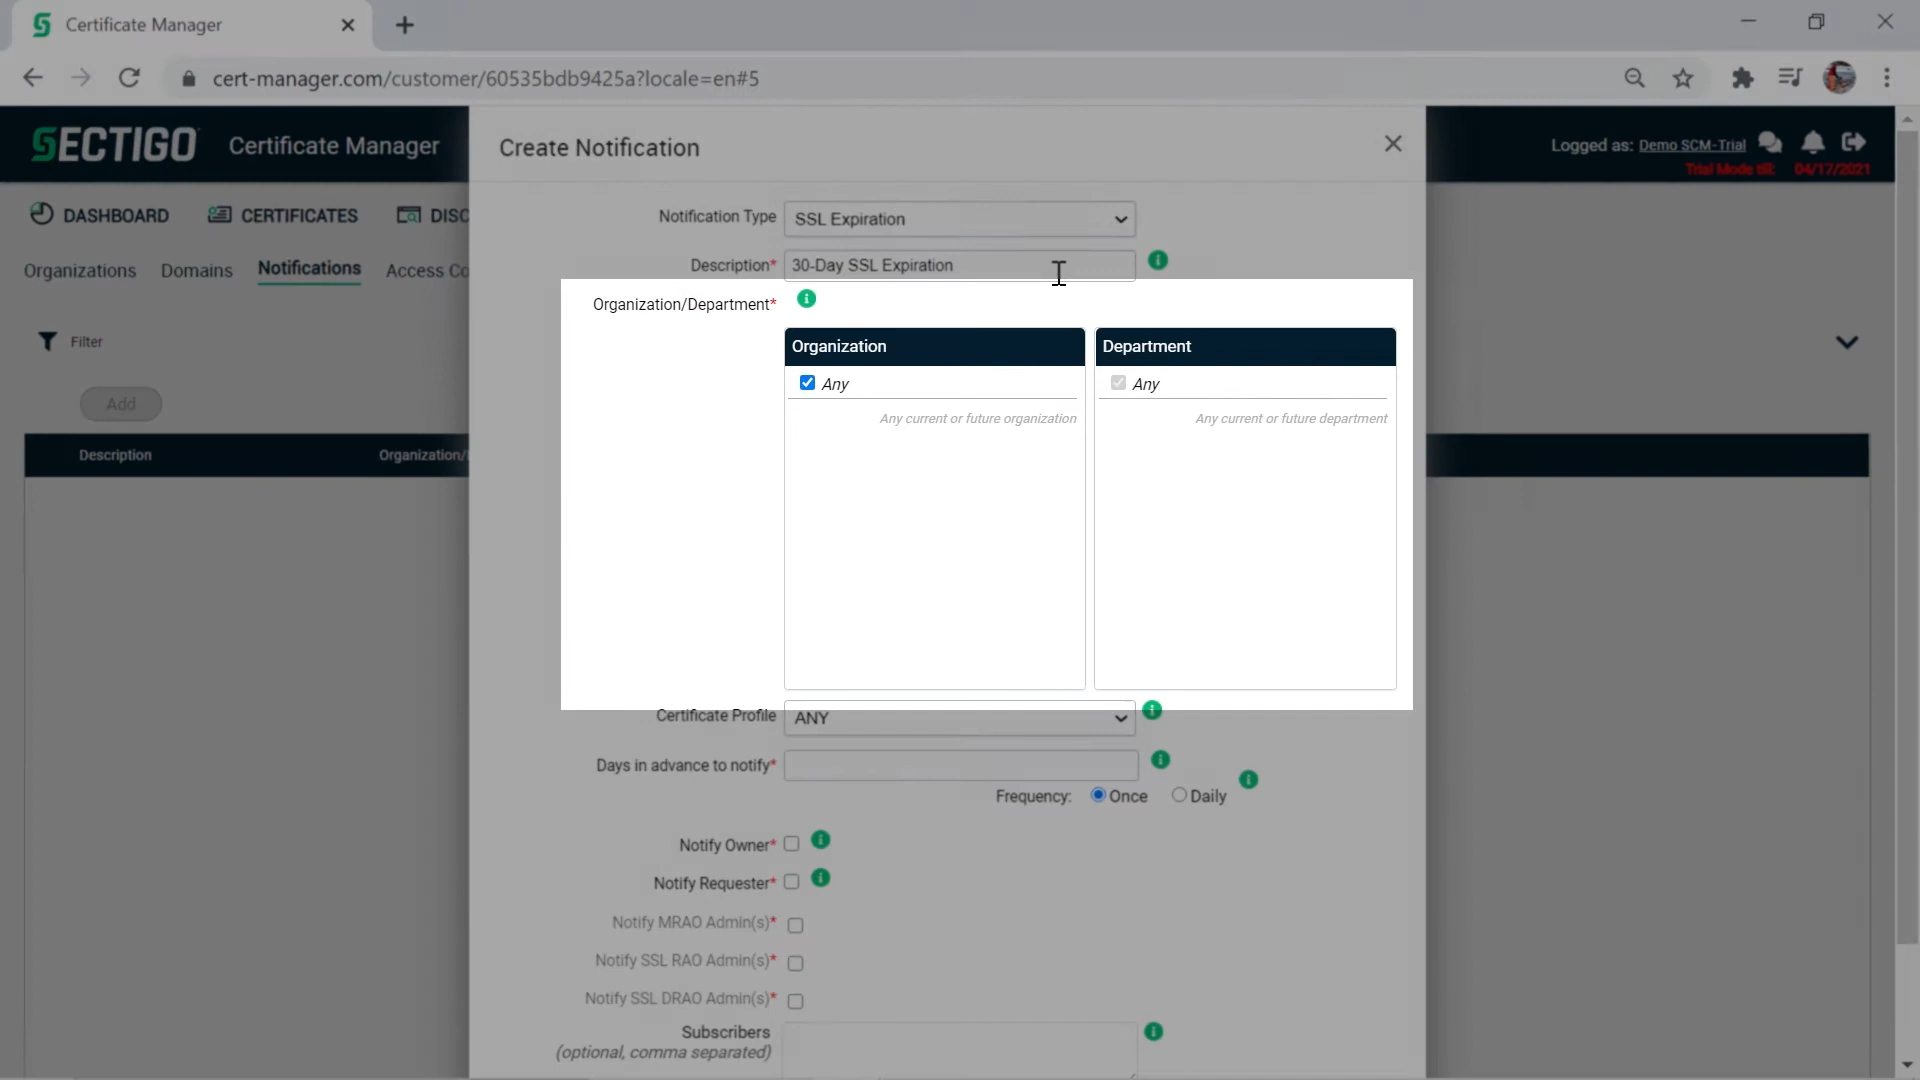 Certificate Manager
cert-manager.com/customer/60535bdb9425a?locale=en#5
SECTIGO Certificate Manager
Logged as: Demo SCM-Trial
Trial Mode till: 04/17/2021
DASHBOARD CERTIFICATES DISC
Organizations Domains Notifications Access Co
Filter
Add
Description Organization/
Create Notification
Notification Type SSL Expiration
Description* 30-Day SSL Expiration
Organization/Department*
Organization Department
Any Any
Any current or future organization Any current or future department
Certificate Profile ANY
Days in advance to notify*
Frequency: Once Daily
Notify Owner*
Notify Requester*
Notify MRAO Admin(s)*
Notify SSL RAO Admin(s)*
Notify SSL DRAO Admin(s)*
Subscribers
(optional, comma separated)